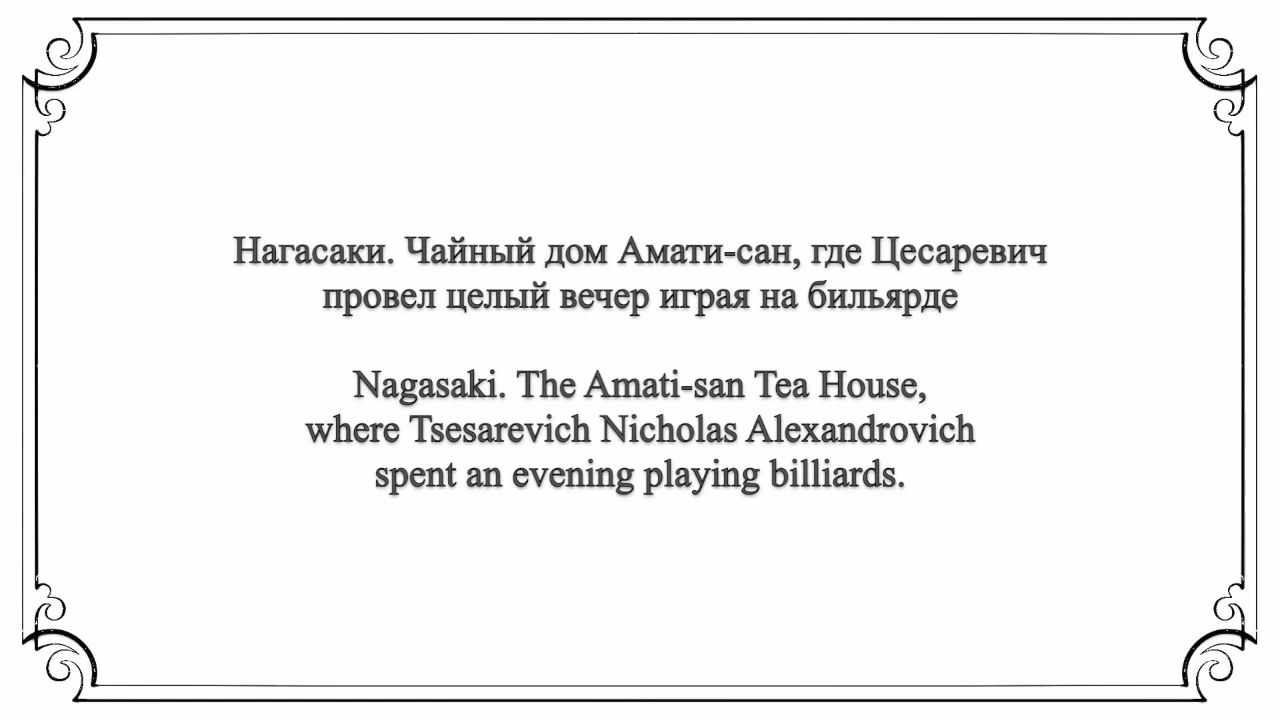 Нагасаки. Чайный дом Амати-сан, где Цесаревич
провел целый вечер играя на бильярде
Nagasaki. The Amati-san Tea House,
where Tsesarevich Nicholas Alexandrovich
spent an evening playing billiards.